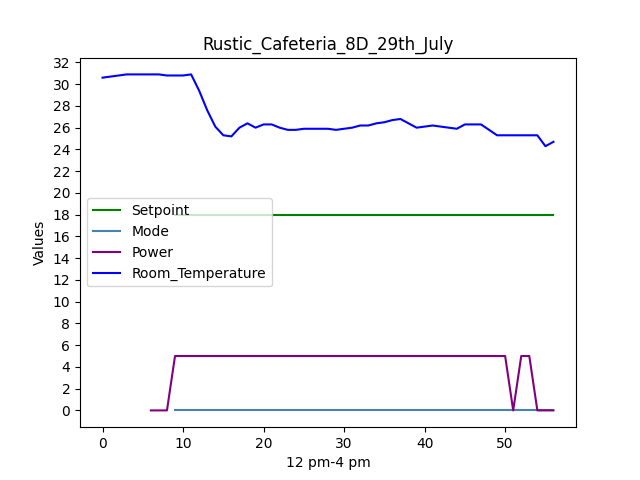 Rustic_Cafeteria_8D_29th_July
Values
32
30
28
26
24
22
20
18
16
14
12
10
8
6
4
2
0
Setpoint
Mode
Power
Room_Temperature
0 10 20 30 40 50
12 pm-4 pm